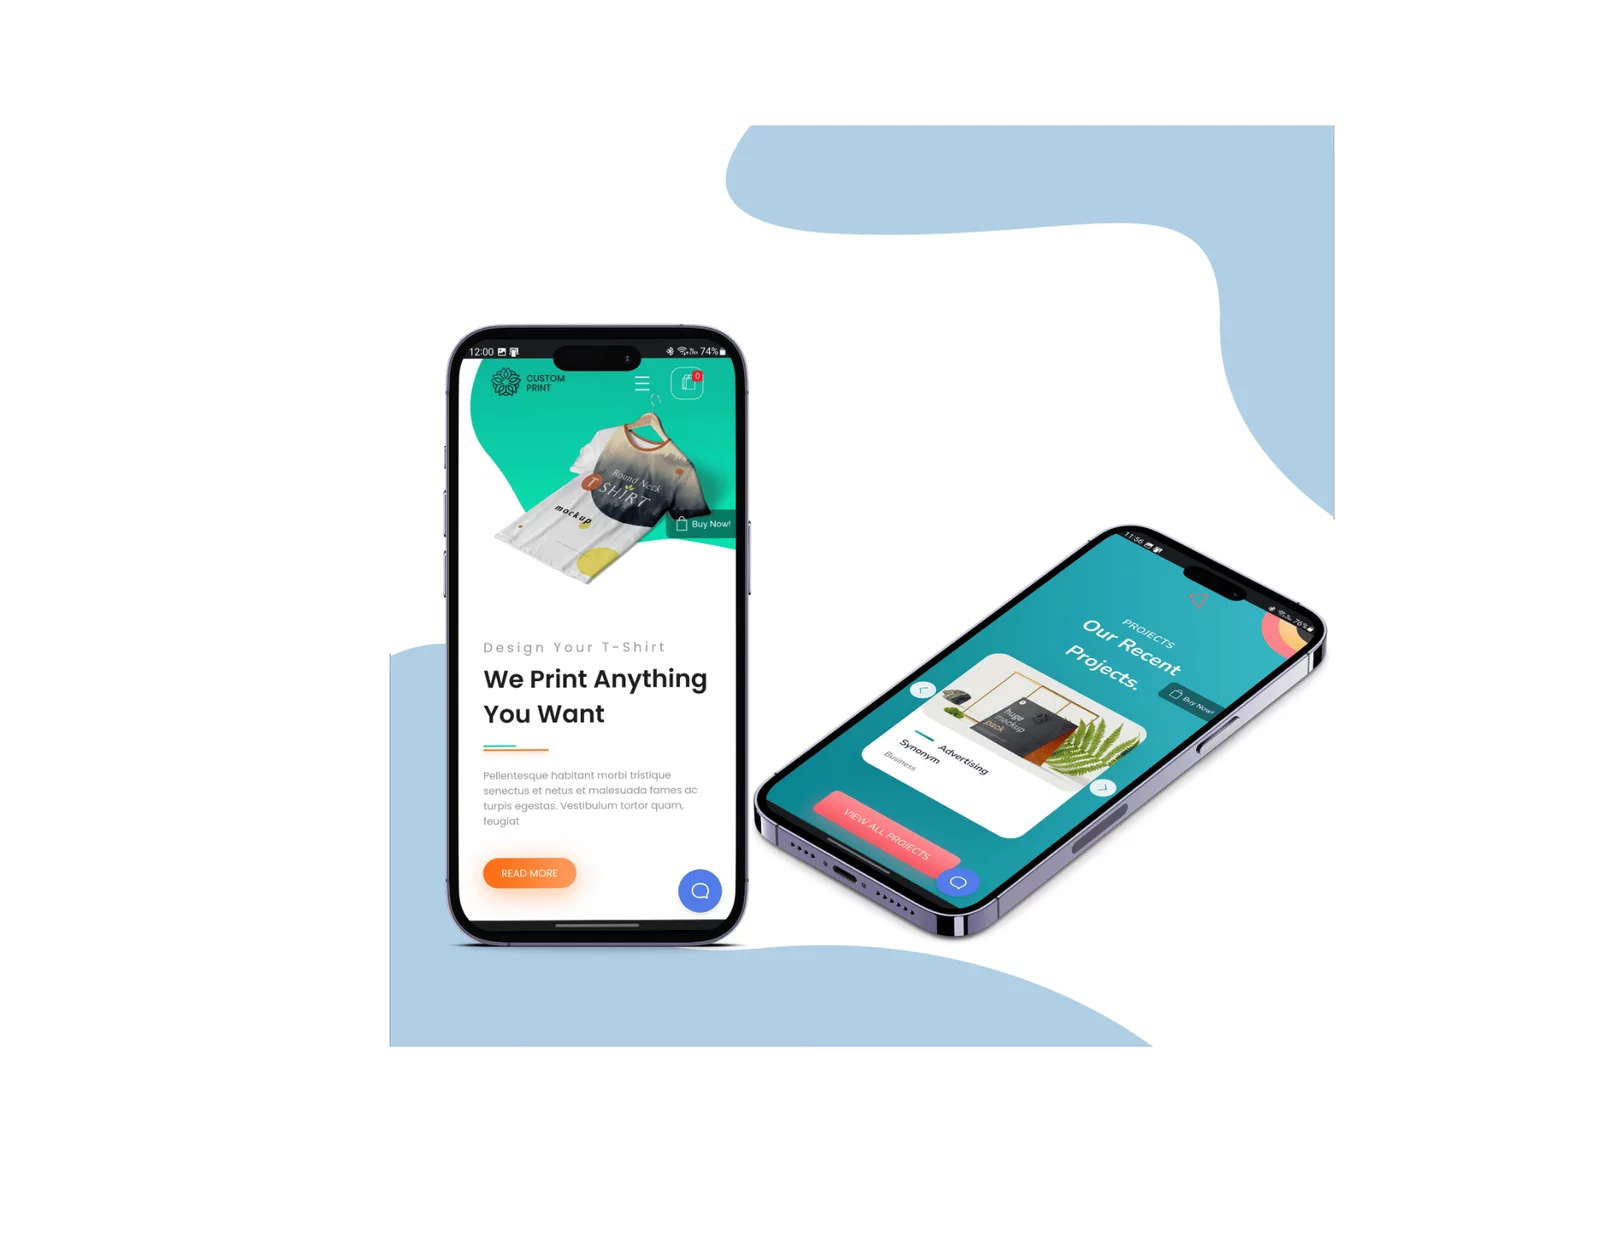 12:00
74%
CUSTOM
PRINT
0
Round Neck
T SHIRT
mockup
Buy Now!
Design Your T-Shirt
We Print Anything
You Want
Pellentesque habitant morbi tristique
senectus et netus et malesuada fames ac
turpis egestas. Vestibulum tortor quam,
feugiat
READ MORE
11:56
76%
PROJECTS
Our Recent
Projects.
Buy Now!
huge
mockup
pack
Advertising
Synonym
Business
VIEW ALL PROJECTS